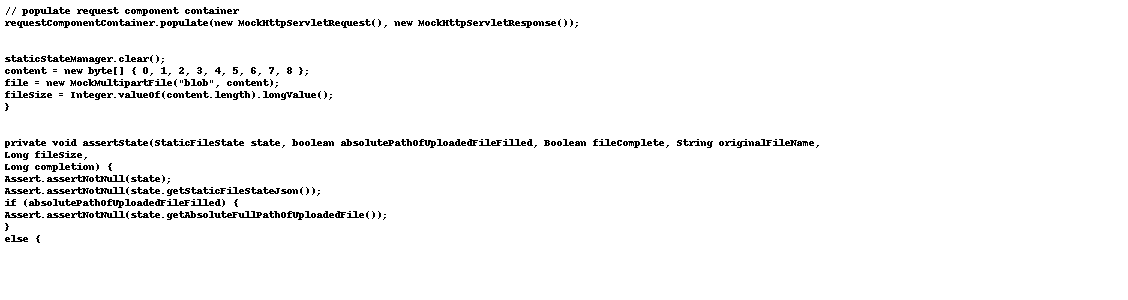 // populate request component container
requestComponentContainer.populate(new MockHttpServletRequest(), new MockHttpServletResponse());
staticStateManager.clear();
content = new byte[] { 0, 1, 2, 3, 4, 5, 6, 7, 8 };
file = new MockMultipartFile("blob", content);
fileSize = Integer.valueOf(content.length).longValue();
}
private void assertState(StaticFileState state, boolean absolutePathOfUploadedFileFilled, Boolean fileComplete, String originalFileName,
Long fileSize,
Long completion) {
Assert.assertNotNull(state);
Assert.assertNotNull(state.getStaticFileStateJson());
if (absolutePathOfUploadedFileFilled) {
Assert.assertNotNull(state.getAbsoluteFullPathOfUploadedFile());
}
else {